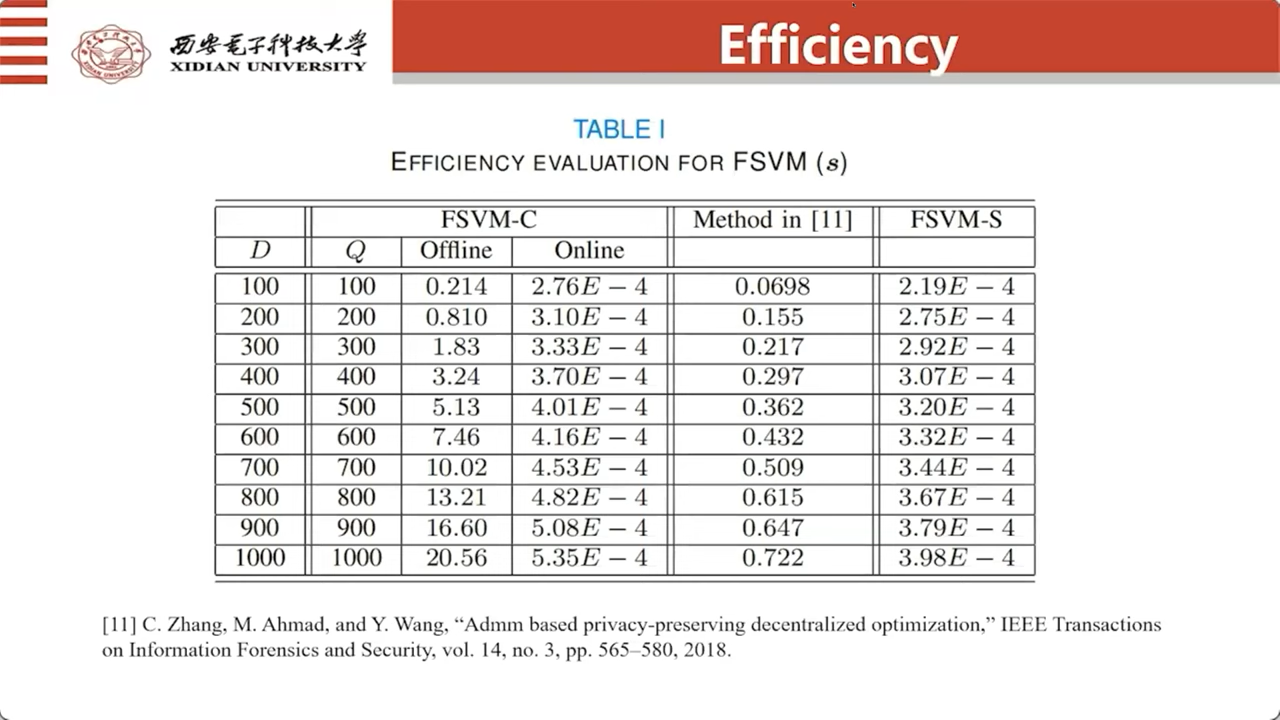 西安电子科技大学
XIDIAN UNIVERSITY
Efficiency
TABLE I
EFFICIENCY EVALUATION FOR FSVM (s)
FSVM-C Method in [11] FSVM-S
D Q Offline Online
100 100 0.214 2.76E − 4 0.0698 2.19E − 4
200 200 0.810 3.10E − 4 0.155 2.75E − 4
300 300 1.83 3.33E − 4 0.217 2.92E − 4
400 400 3.24 3.70E − 4 0.297 3.07E − 4
500 500 5.13 4.01E − 4 0.362 3.20E − 4
600 600 7.46 4.16E − 4 0.432 3.32E − 4
700 700 10.02 4.53E − 4 0.509 3.44E − 4
800 800 13.21 4.82E − 4 0.615 3.67E − 4
900 900 16.60 5.08E − 4 0.647 3.79E − 4
1000 1000 20.56 5.35E − 4 0.722 3.98E − 4
[11] C. Zhang, M. Ahmad, and Y. Wang, “Admm based privacy-preserving decentralized optimization,” IEEE Transactions
on Information Forensics and Security, vol. 14, no. 3, pp. 565–580, 2018.